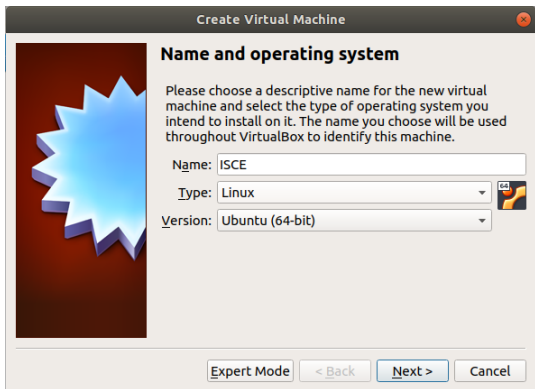 Create Virtual Machine
Name and operating system
Please choose a descriptive name for the new virtual
machine and select the type of operating system you
intend to install on it. The name you choose will be used
throughout VirtualBox to identify this machine.
Name: ISCE
Type: Linux
64
Version: Ubuntu (64-bit)
Expert Mode < Back Next > Cancel